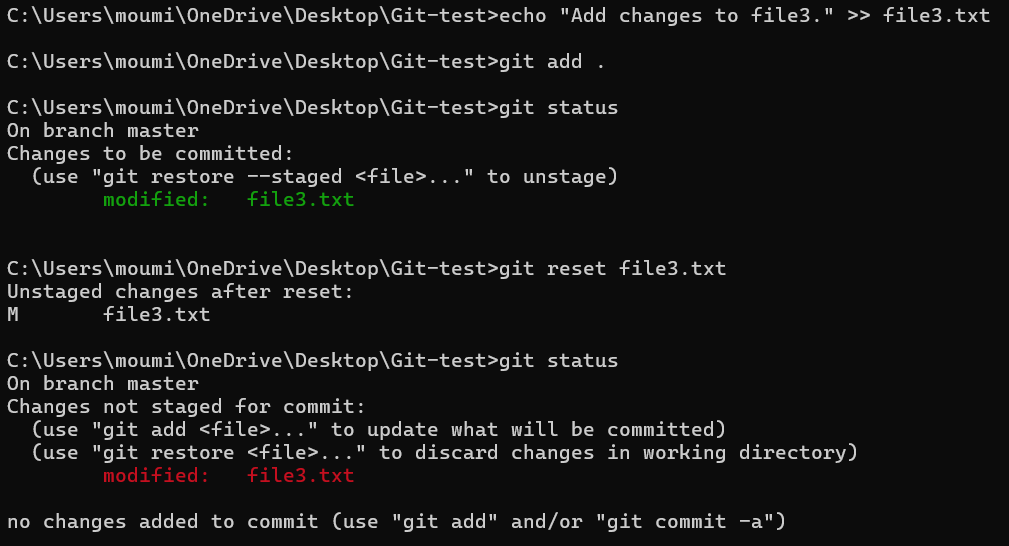 C:\Users\moumi\OneDrive\Desktop\Git-test>echo "Add changes to file3." >> file3.txt
C:\Users\moumi\OneDrive\Desktop\Git-test>git add .
C:\Users\moumi\OneDrive\Desktop\Git-test>git status
On branch master
Changes to be committed:
  (use "git restore --staged <file>..." to unstage)
        modified:   file3.txt
C:\Users\moumi\OneDrive\Desktop\Git-test>git reset file3.txt
Unstaged changes after reset:
M       file3.txt
C:\Users\moumi\OneDrive\Desktop\Git-test>git status
On branch master
Changes not staged for commit:
  (use "git add <file>..." to update what will be committed)
  (use "git restore <file>..." to discard changes in working directory)
        modified:   file3.txt
no changes added to commit (use "git add" and/or "git commit -a")